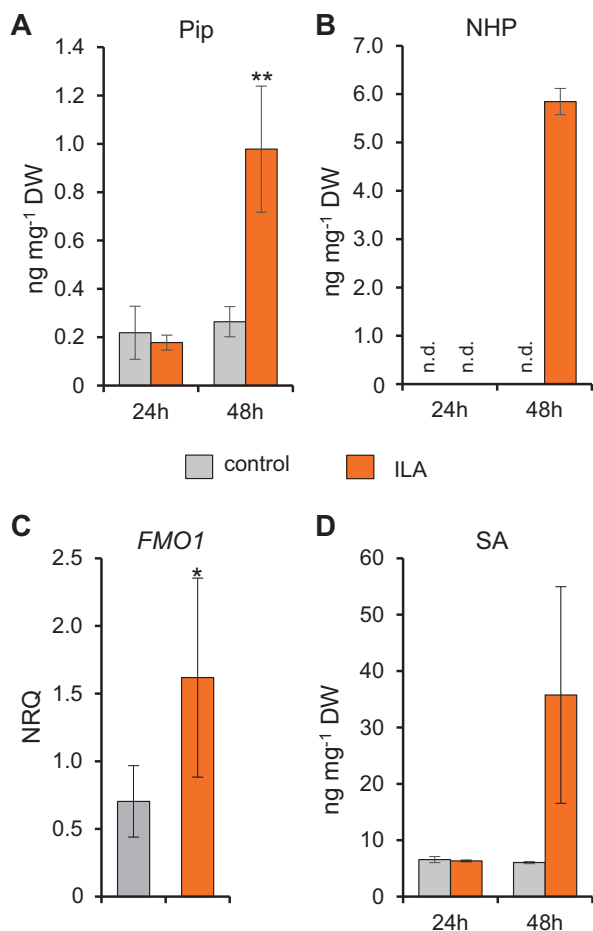 A
Pip
ng mg⁻¹ DW
1.4
1.2
1.0
0.8
0.6
0.4
0.2
0
**
24h
48h
B
NHP
ng mg⁻¹ DW
7.0
6.0
5.0
4.0
3.0
2.0
1.0
0
n.d.
n.d.
n.d.
24h
48h
control
ILA
C
FMO1
NRQ
2.5
2.0
1.5
1.0
0.5
0
*
D
SA
ng mg⁻¹ DW
60
50
40
30
20
10
0
24h
48h